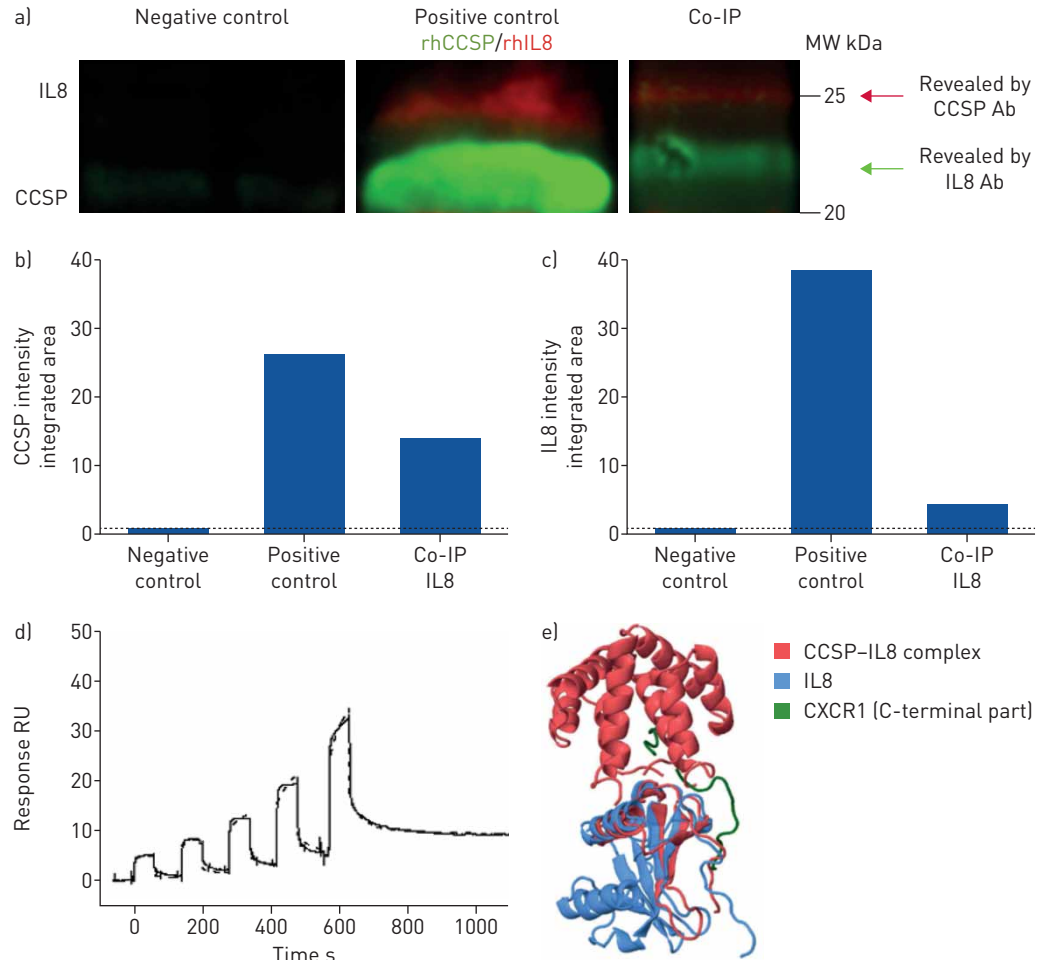 a)
Negative control
Positive control
rhCCSP/rhIL8
Co-IP
MW kDa
IL8
CCSP
25
20
Revealed by
CCSP Ab
Revealed by
IL8 Ab
b)
CCSP intensity
integrated area
40
30
20
10
0
Negative
control
Positive
control
Co-IP
IL8
c)
IL8 intensity
integrated area
40
30
20
10
0
Negative
control
Positive
control
Co-IP
IL8
d)
Response RU
50
40
30
20
10
0
0 200 400 600 800 1000
Time s
e)
CCSP–IL8 complex
IL8
CXCR1 (C-terminal part)